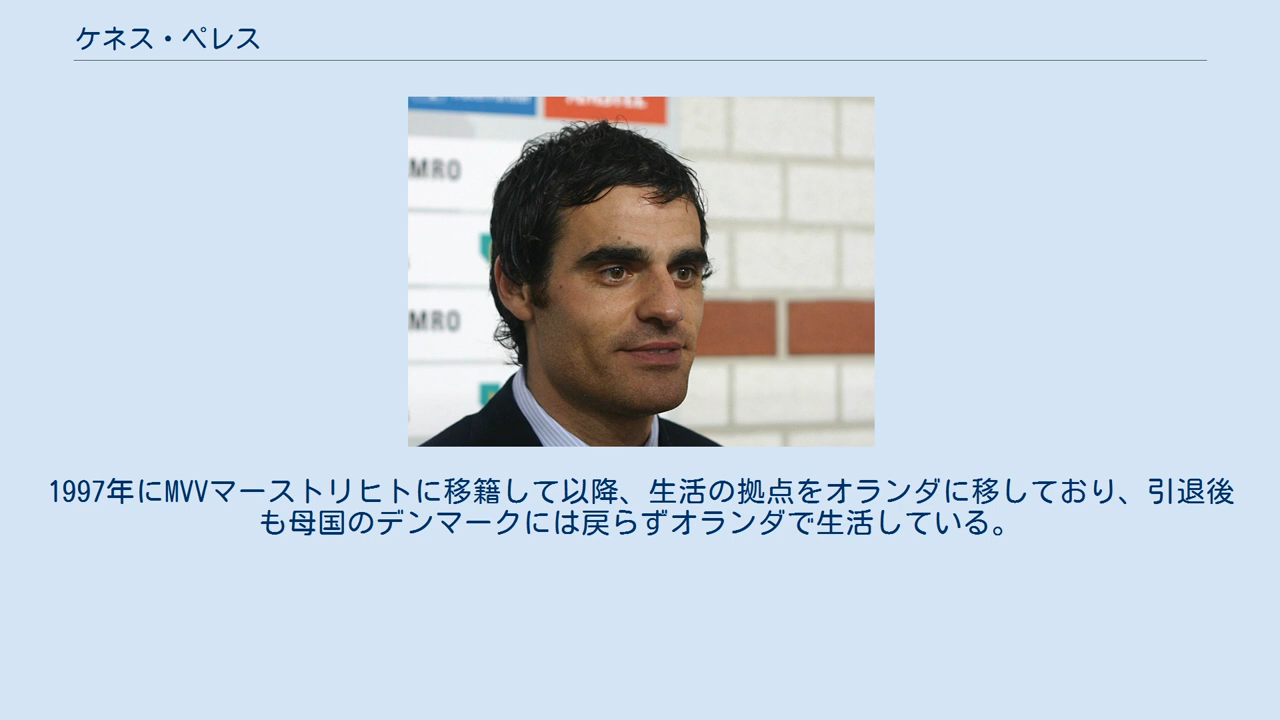 ケネス・ペレス
MRO
MRO
1997年にMVVマーストリヒトに移籍して以降、生活の拠点をオランダに移しており、引退後
も母国のデンマークには戻らずオランダで生活している。